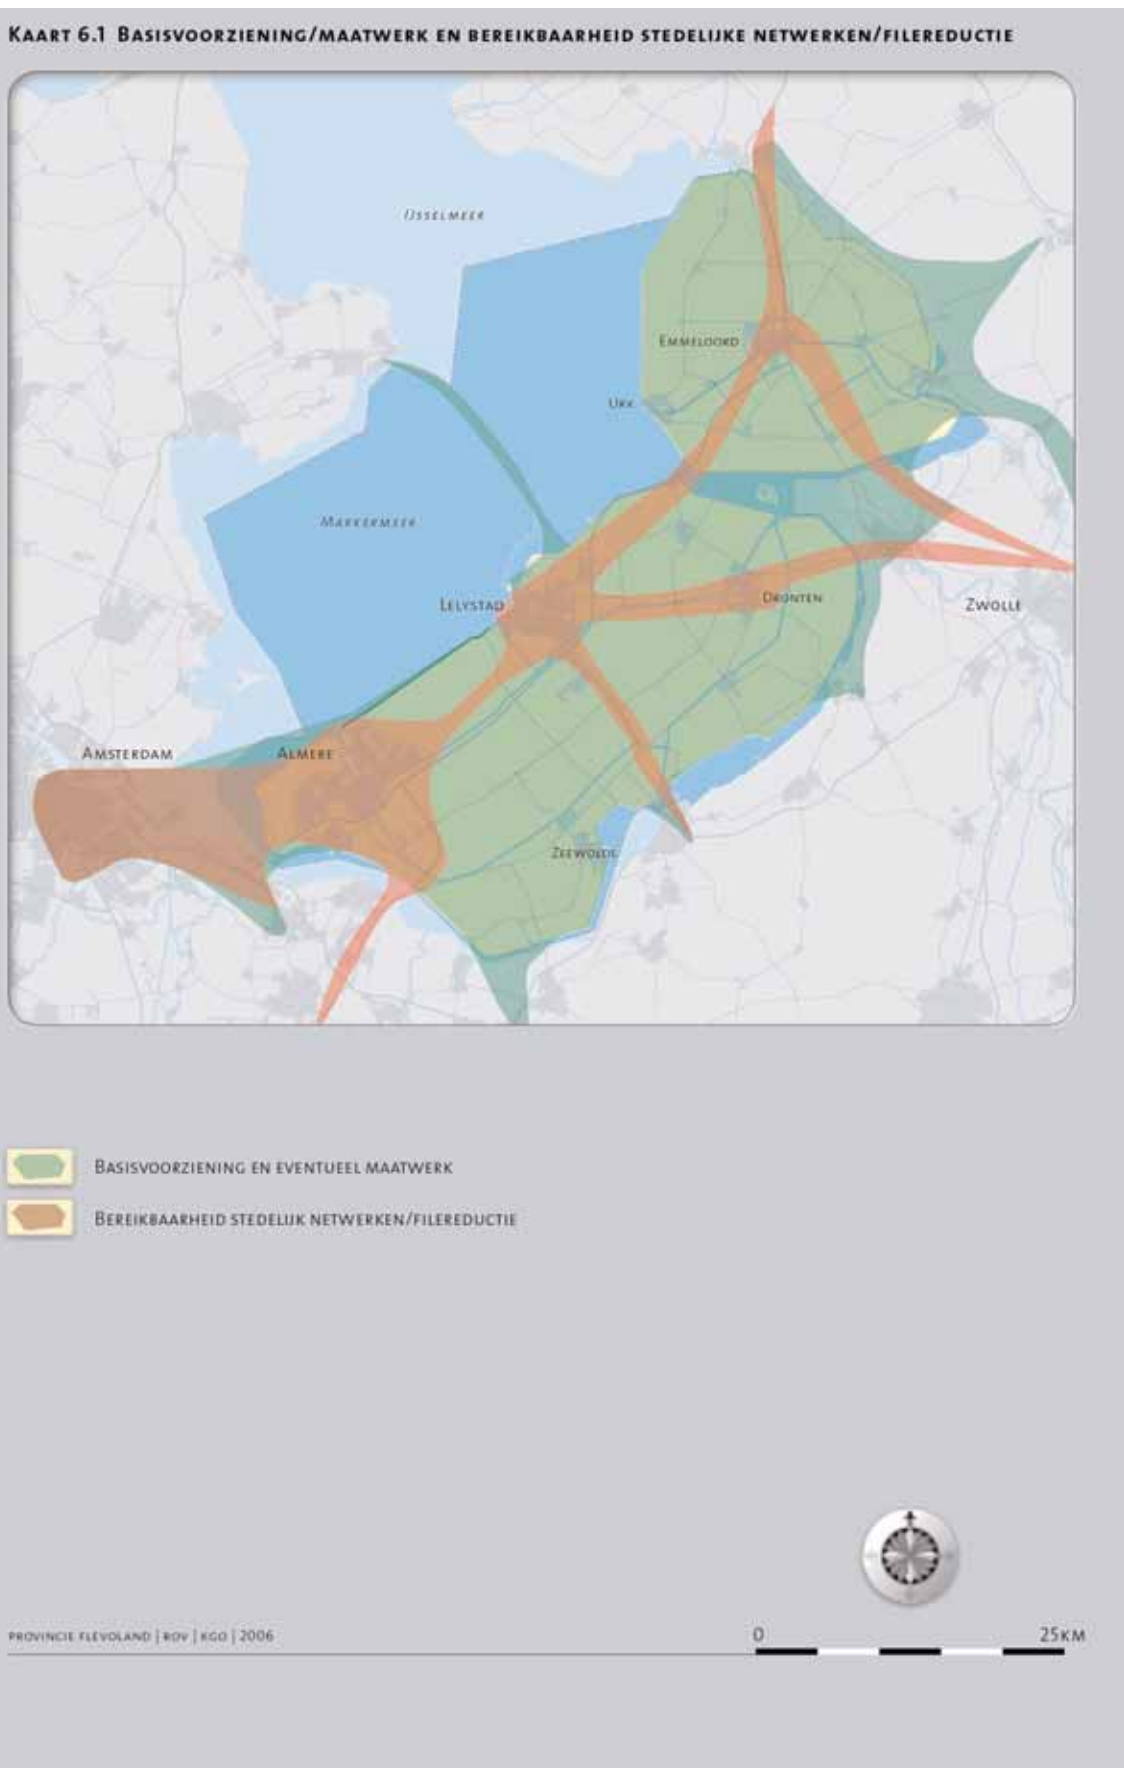 Kaart 6.1 Basisvoorziening/maatwerk en bereikbaarheid stedelijke netwerken/filereductie
IJsselmeer
Emmeloord
Urk
Markermeer
Lelystad
Dronten
Zwolle
Amsterdam
Almere
Zeewolde
Basisvoorziening en eventueel maatwerk
Bereikbaarheid stedelijk netwerken/filereductie
provincie flevoland | rov | kgo | 2006
0 25km